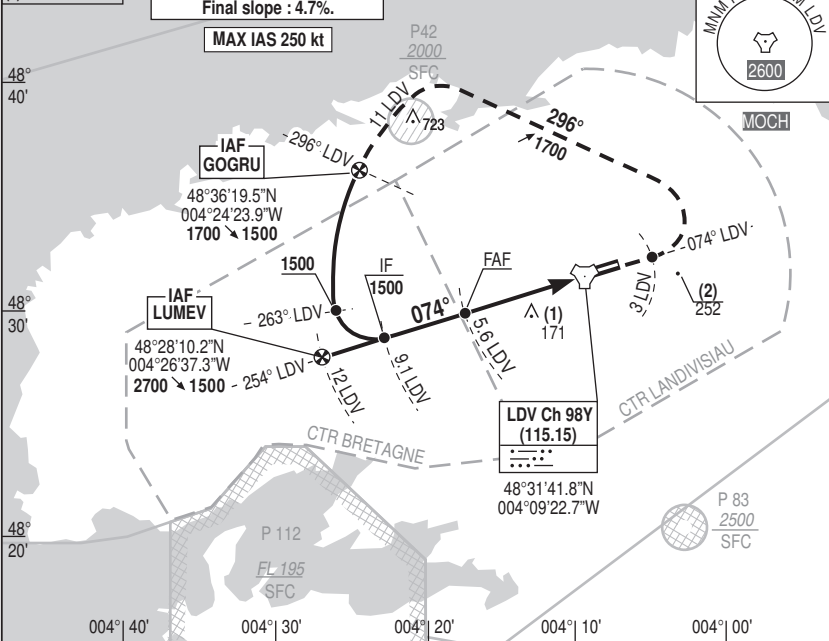 Final slope : 4.7%.
MAX IAS 250 kt
2600
MOCH
P42
2000
SFC
48°
40'
11 LDV
723
296°
1700
296° LDV
IAF
GOGRU
48°36'19.5"N
004°24'23.9"W
1700 ➘ 1500
074° LDV
1500
IF
1500
FAF
3 LDV
(2)
252
48°
30'
263° LDV
074°
(1)
171
IAF
LUMEV
48°28'10.2"N
004°26'37.3"W
2700 ➘ 1500
254° LDV
12 LDV
9.1 LDV
5.6 LDV
CTR LANDIVISIAU
CTR BRETAGNE
LDV Ch 98Y
(115.15)
48°31'41.8"N
004°09'22.7"W
P 83
2500
SFC
48°
20'
P 112
FL 195
SFC
004° 40'
004° 30'
004° 20'
004° 10'
004° 00'